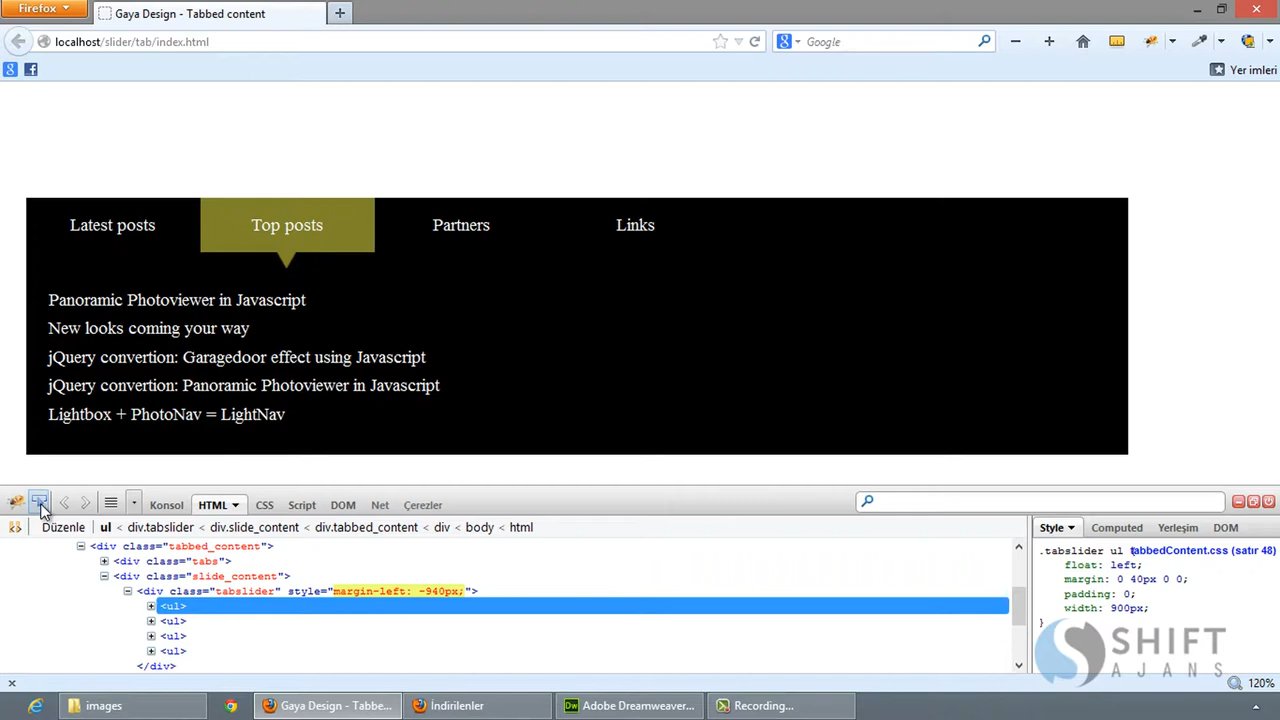 Firefox
Gaya Design - Tabbed content
localhost/slider/tab/index.html
Google
Yer imleri
Latest posts
Top posts
Partners
Links
Panoramic Photoviewer in Javascript
New looks coming your way
jQuery convertion: Garagedoor effect using Javascript
jQuery convertion: Panoramic Photoviewer in Javascript
Lightbox + PhotoNav = LightNav
Konsol HTML CSS Script DOM Net Çerezler
Düzenle ul < div.tabslider < div.slide_content < div.tabbed_content < div < body < html
Style Computed Yerleşim DOM
<div class="tabbed_content">
<div class="tabs">
<div class="slide_content">
<div class="tabslider" style="margin-left: -940px;">
<ul>
<ul>
<ul>
<ul>
</div>
.tabslider ul { tabbedContent.css (satır 48)
float: left;
margin: 0 40px 0 0;
padding: 0;
width: 900px;
}
SHIFT
AJANS
120%
images
Gaya Design - Tabbe...
İndirilenler
Adobe Dreamweaver...
Recording...